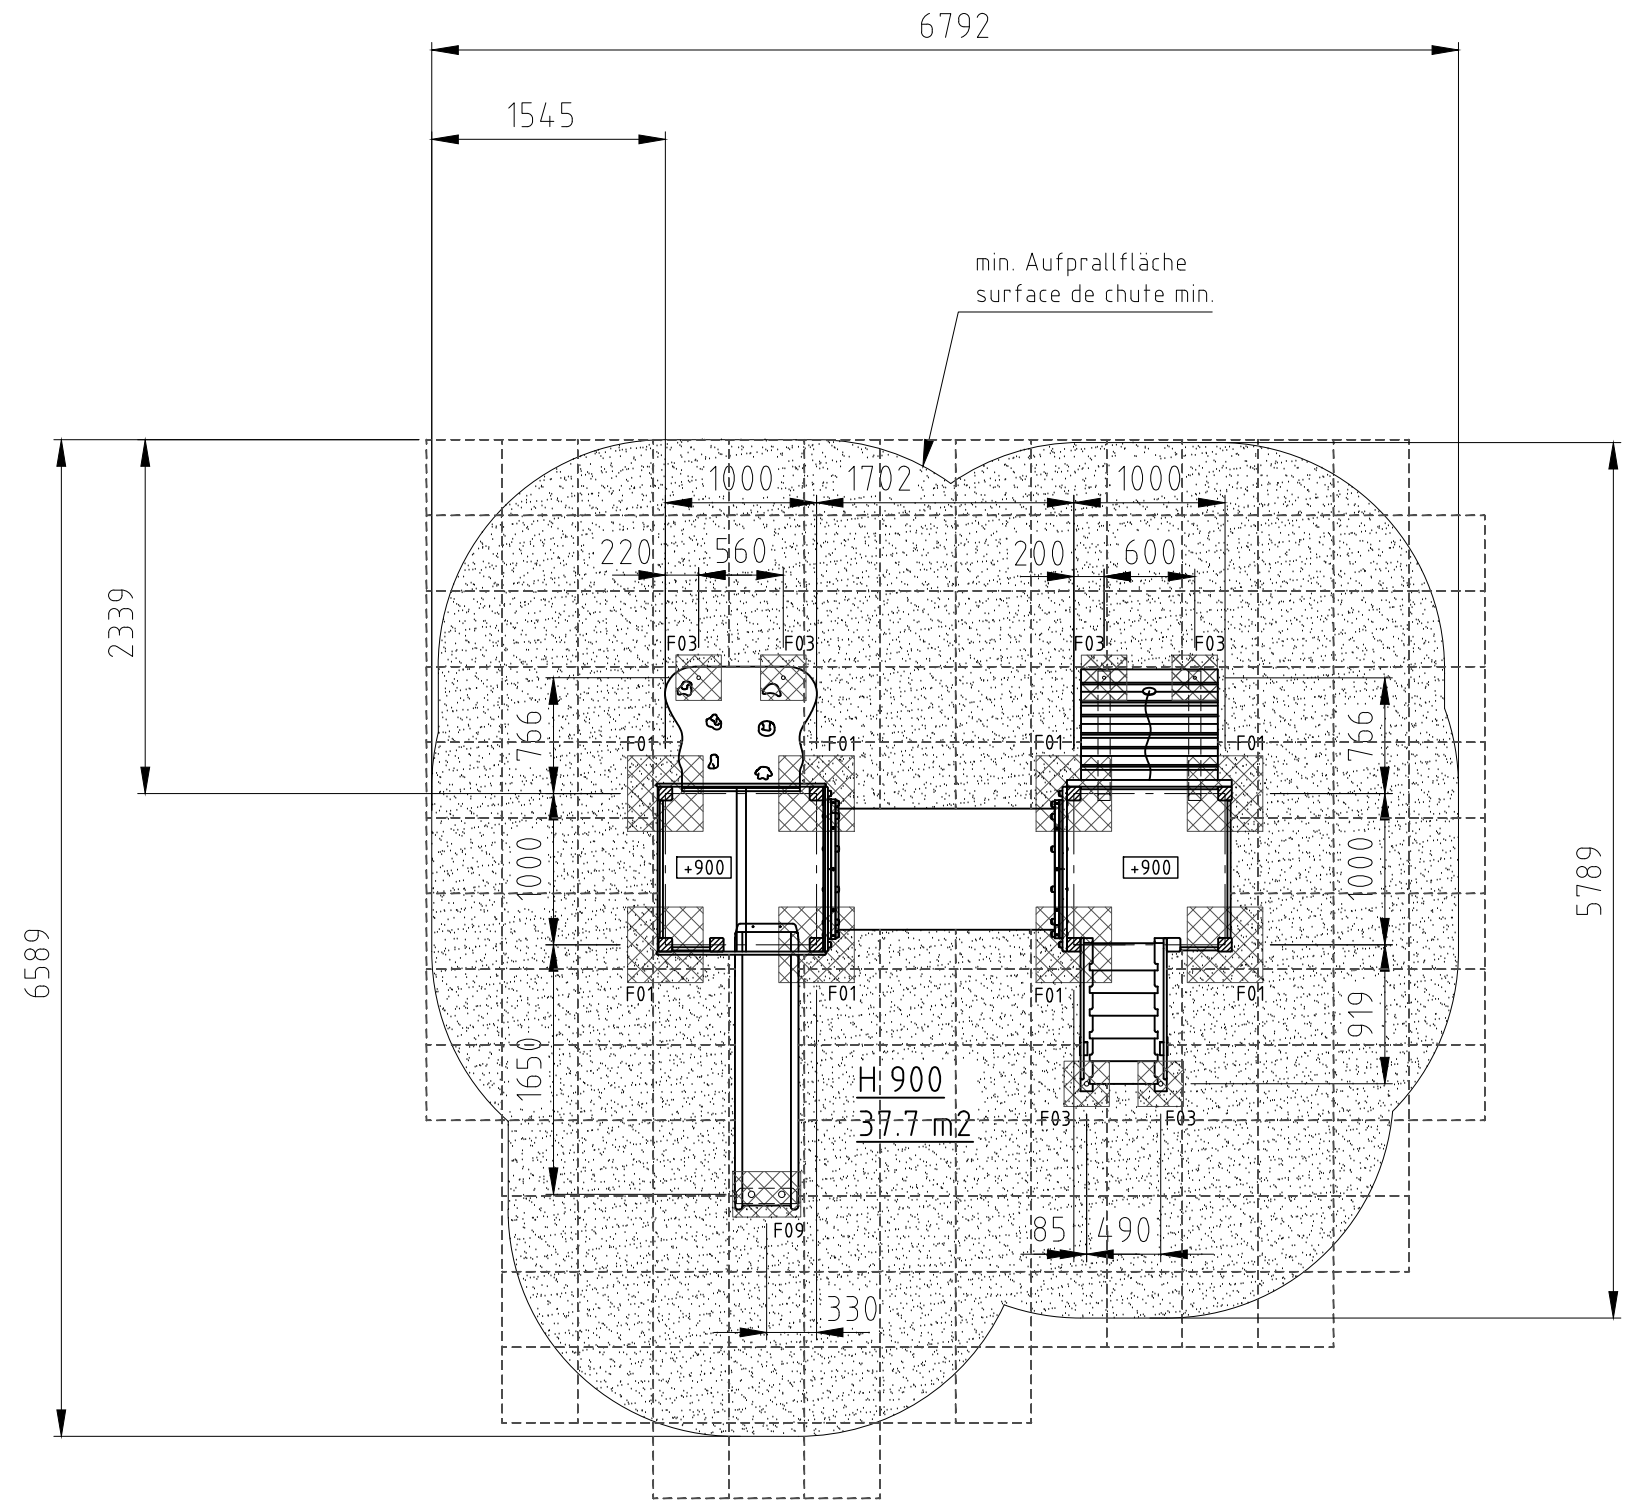 6792
1545
min. Aufprallfläche
surface de chute min.
1000
1702
1000
220
560
200
600
2339
F03
F03
F03
F03
766
766
F01
F01
F01
F01
1000
+900
+900
1000
5789
6589
F01
F01
F01
F01
919
1650
H 900
37.7 m2
F03
F03
F09
85
490
330